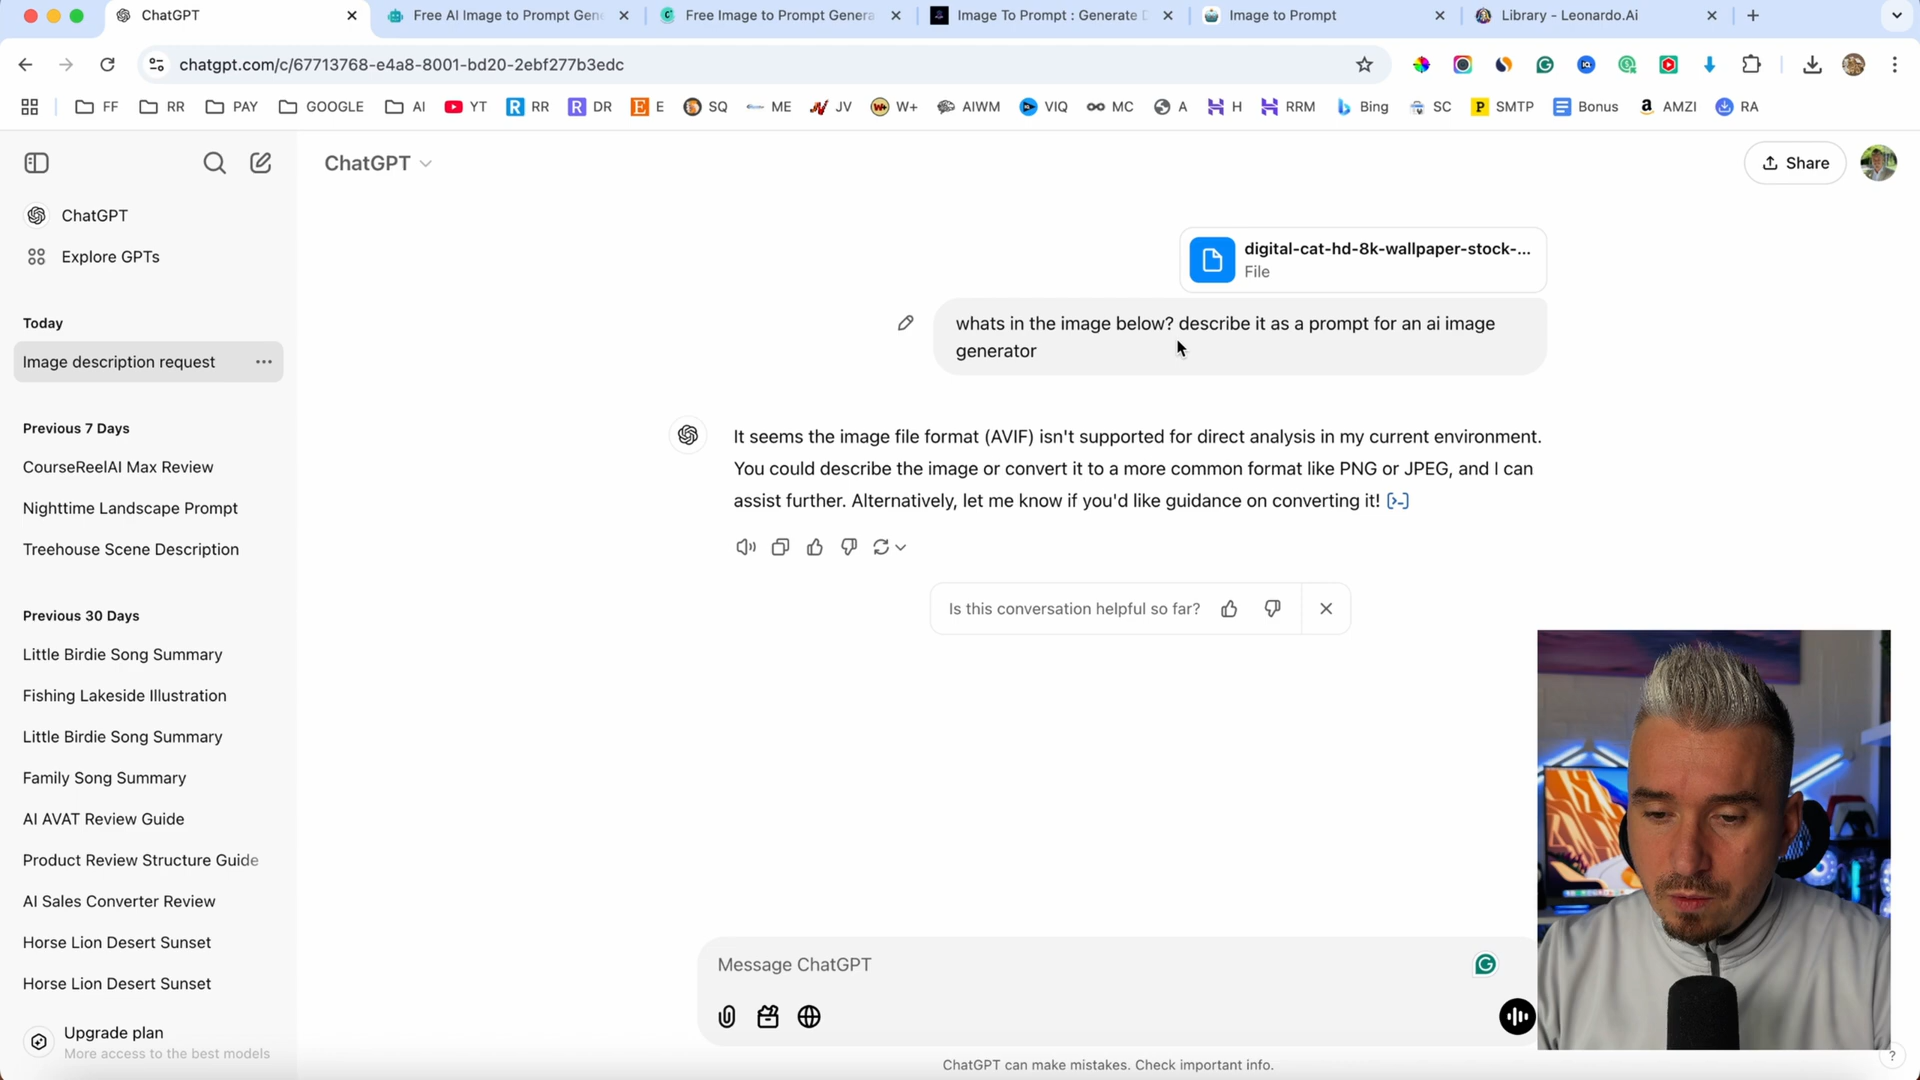 ChatGPT
Free AI Image to Prompt Gen
Free Image to Prompt Genera
Image To Prompt : Generate D
Image to Prompt
Library - Leonardo.Ai
chatgpt.com/c/67713768-e4a8-8001-bd20-2ebf277b3edc
FF
RR
PAY
GOOGLE
AI
YT
RR
DR
E
SQ
ME
JV
W+
AIWM
VIQ
MC
A
H
RRM
Bing
SC
SMTP
Bonus
AMZI
RA
ChatGPT
Share
ChatGPT
Explore GPTs
Today
Image description request
Previous 7 Days
CourseReelAI Max Review
Nighttime Landscape Prompt
Treehouse Scene Description
Previous 30 Days
Little Birdie Song Summary
Fishing Lakeside Illustration
Little Birdie Song Summary
Family Song Summary
AI AVAT Review Guide
Product Review Structure Guide
AI Sales Converter Review
Horse Lion Desert Sunset
Horse Lion Desert Sunset
Upgrade plan
More access to the best models
digital-cat-hd-8k-wallpaper-stock-...
File
whats in the image below? describe it as a prompt for an ai image
generator
It seems the image file format (AVIF) isn't supported for direct analysis in my current environment.
You could describe the image or convert it to a more common format like PNG or JPEG, and I can
assist further. Alternatively, let me know if you'd like guidance on converting it! [>-]
Is this conversation helpful so far?
Message ChatGPT
ChatGPT can make mistakes. Check important info.
?